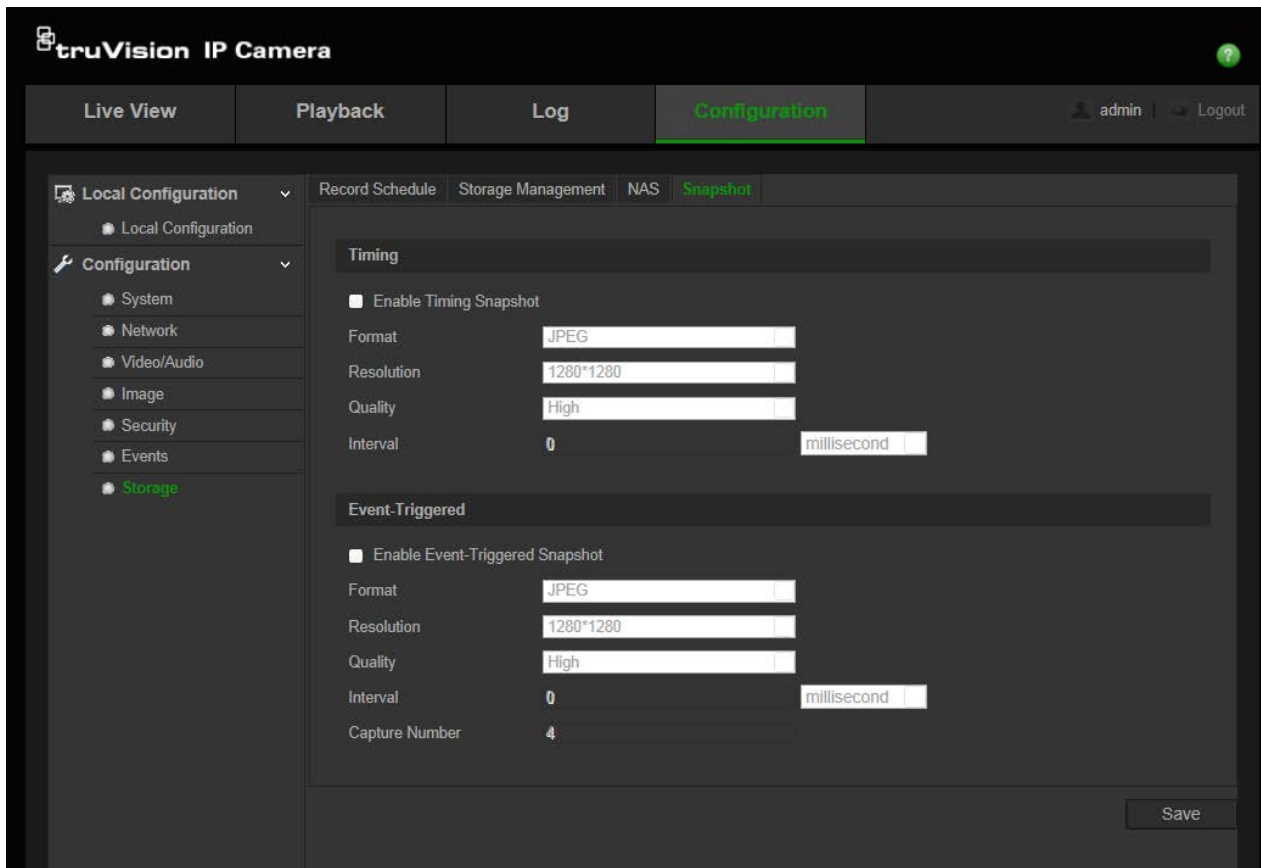 truVision IP Camera
?
Live View Playback Log Configuration admin Logout
Local Configuration
Local Configuration
Configuration
System
Network
Video/Audio
Image
Security
Events
Storage
Record Schedule Storage Management NAS Snapshot
Timing
Enable Timing Snapshot
Format JPEG
Resolution 1280*1280
Quality High
Interval 0 millisecond
Event-Triggered
Enable Event-Triggered Snapshot
Format JPEG
Resolution 1280*1280
Quality High
Interval 0 millisecond
Capture Number 4
Save